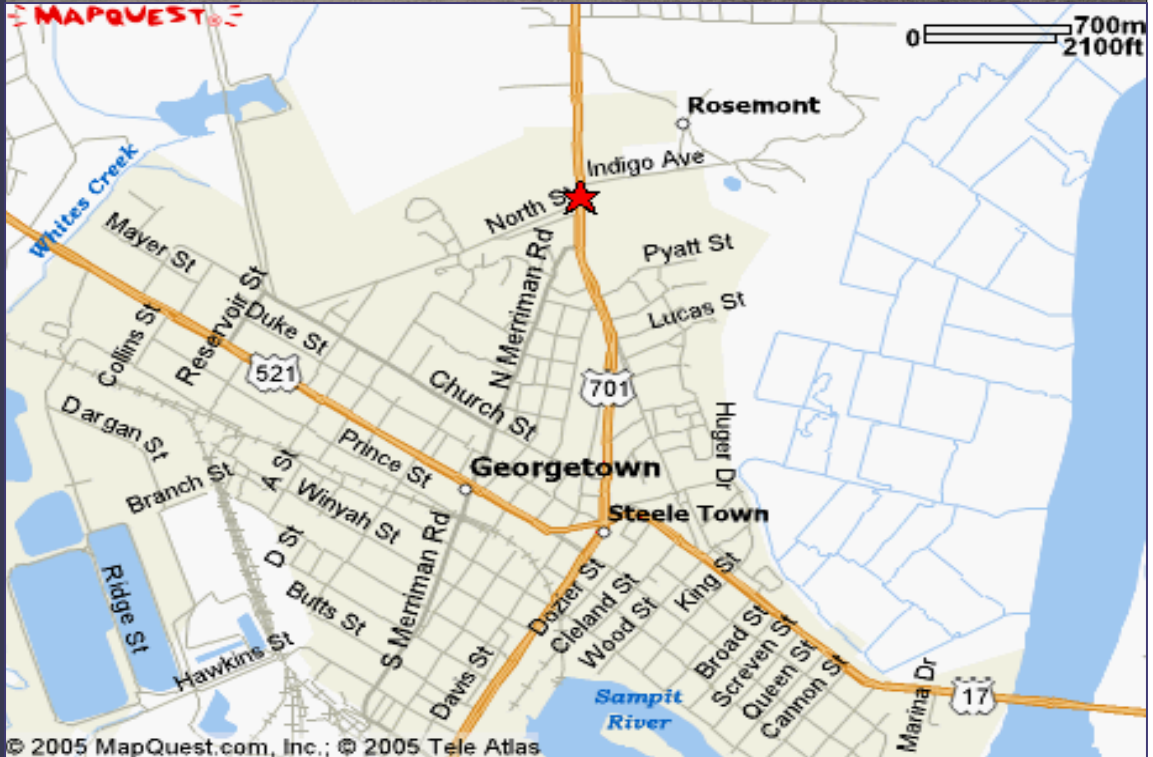 MAPQUEST
0 700m
2100ft
Rosemont
Indigo Ave
Whites Creek
North St
Mayer St
Pyatt St
N Merriman Rd
Reservoir St
Duke St
Lucas St
Collins St
521
701
Church St
Dargan St
Huger Dr
Prince St
Georgetown
A St
Branch St
Winyah St
Steele Town
D St
S Merriman Rd
Ridge St
Butts St
Dozier St
Cleland St
Wood St
King St
Hawkins St
Davis St
Broad St
Screven St
Queen St
Cannon St
Marina Dr
17
Sampit
River
© 2005 MapQuest.com, Inc.; © 2005 Tele Atlas